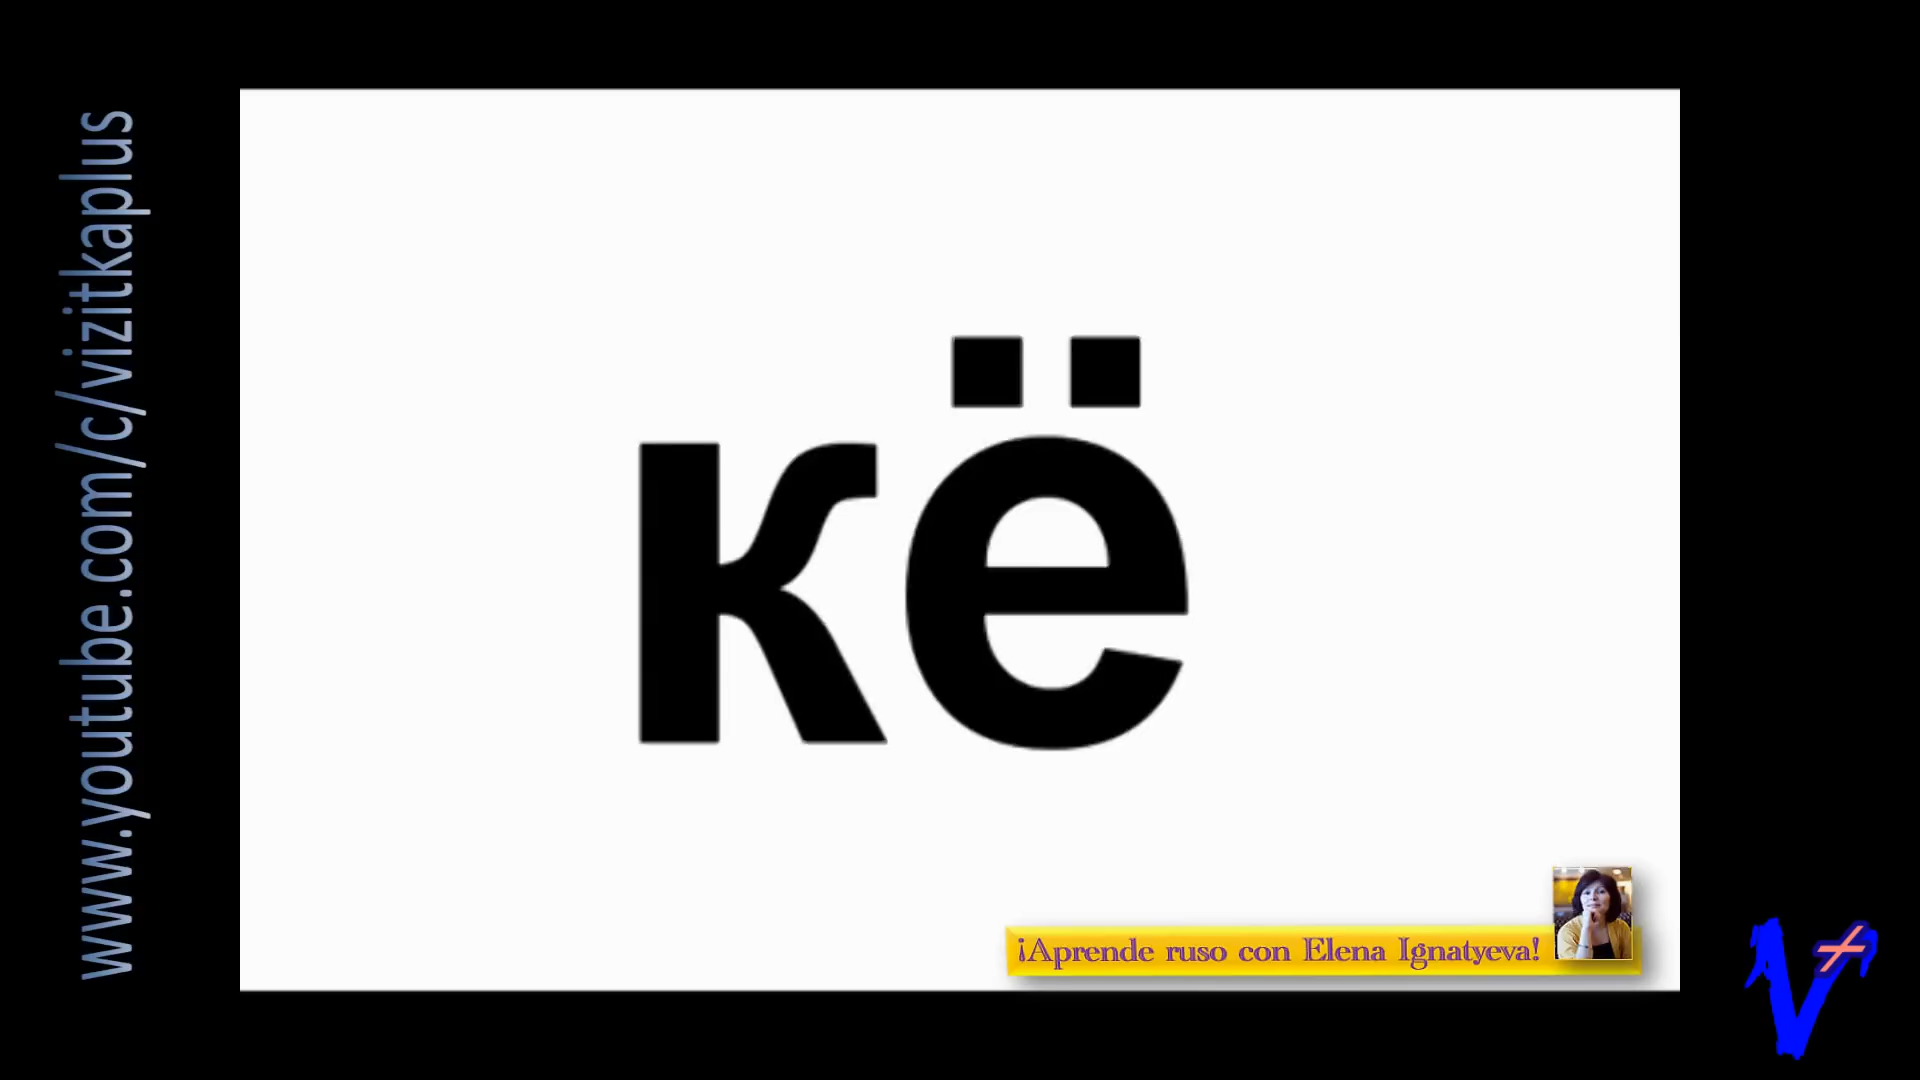 www.youtube.com/c/vizitkaplus
кё
¡Aprende ruso con Elena Ignatyeva!
V+